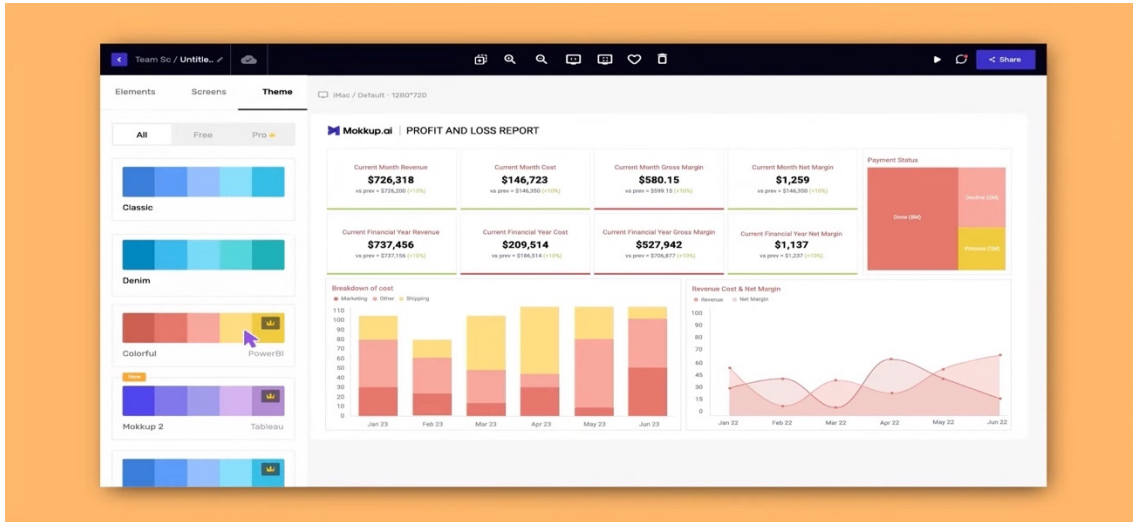 Team Sc / Untitle..
Share
Elements Screens Theme
iMac / Default - 1280*720
All Free Pro
Classic
Denim
Colorful PowerBI
New
Mokkup 2 Tableau
Mokkup.ai | PROFIT AND LOSS REPORT
Current Month Revenue
$726,318
vs prev = $726,200 (+10%)
Current Month Cost
$146,723
vs prev = $146,350 (+10%)
Current Month Gross Margin
$580.15
vs prev = $599.15 (+10%)
Current Month Net Margin
$1,259
vs prev = $146,350 (+10%)
Current Financial Year Revenue
$737,456
vs prev = $737,156 (+10%)
Current Financial Year Cost
$209,514
vs prev = $186,514 (+10%)
Current Financial Year Gross Margin
$527,942
vs prev = $706,877 (+10%)
Current Financial Year Net Margin
$1,137
vs prev = $1,237 (+10%)
Payment Status
Done (5M)
Decline (2M)
Process (1M)
Breakdown of cost
Marketing Other Shipping
110
100
90
80
70
60
50
40
30
20
10
0
Jan 23 Feb 23 Mar 23 Apr 23 May 23 Jun 23
Revenue Cost & Net Margin
Revenue Net Margin
100
90
80
70
60
45
30
15
0
Jan 22 Feb 22 Mar 22 Apr 22 May 22 Jun 22